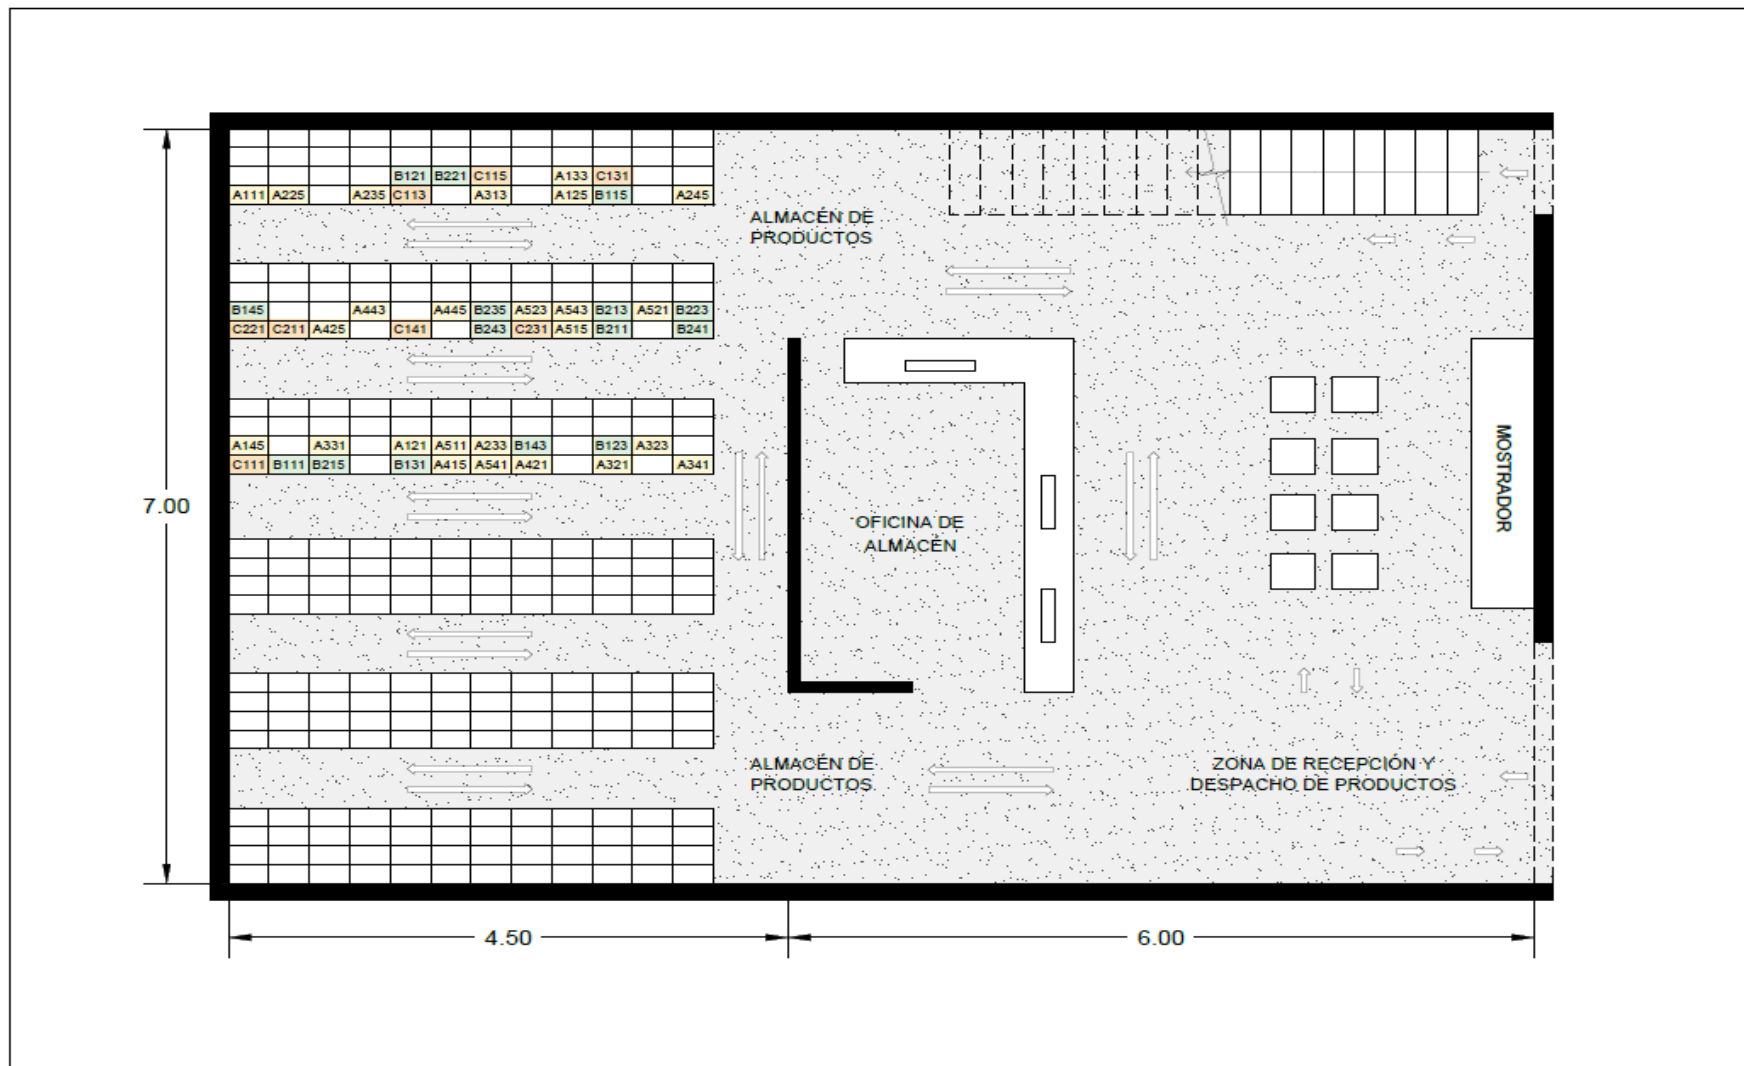 B121 B221 C115 A133 C131
A111 A225 A235 C113 A313 A125 B115 A245
ALMACÉN DE
PRODUCTOS
B145 A443 A445 B235 A523 A543 B213 A521 B223
C221 C211 A425 C141 B243 C231 A515 B211 B241
A145 A331 A121 A511 A233 B143 B123 A323
C111 B111 B215 B131 A415 A541 A421 A321 A341
MOSTRADOR
7.00
OFICINA DE
ALMACÉN
ALMACÉN DE
PRODUCTOS
ZONA DE RECEPCIÓN Y
DESPACHO DE PRODUCTOS
4.50
6.00